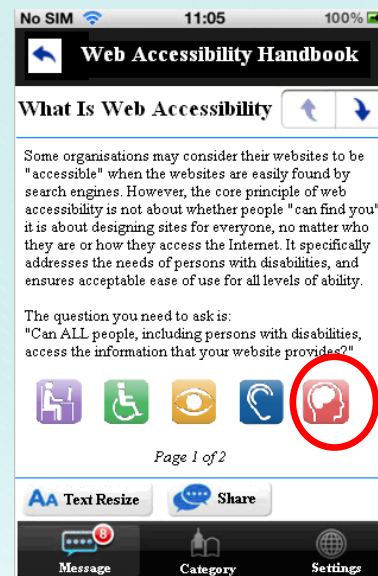 No SIM 11:05 100%
Web Accessibility Handbook
What Is Web Accessibility
Some organisations may consider their websites to be
"accessible" when the websites are easily found by
search engines. However, the core principle of web
accessibility is not about whether people "can find you"
it is about designing sites for everyone, no matter who
they are or how they access the Internet. It specifically
addresses the needs of persons with disabilities, and
ensures acceptable ease of use for all levels of ability.
The question you need to ask is:
"Can ALL people, including persons with disabilities,
access the information that your website provides?"
Page 1 of 2
AA Text Resize Share
8
Message Category Settings